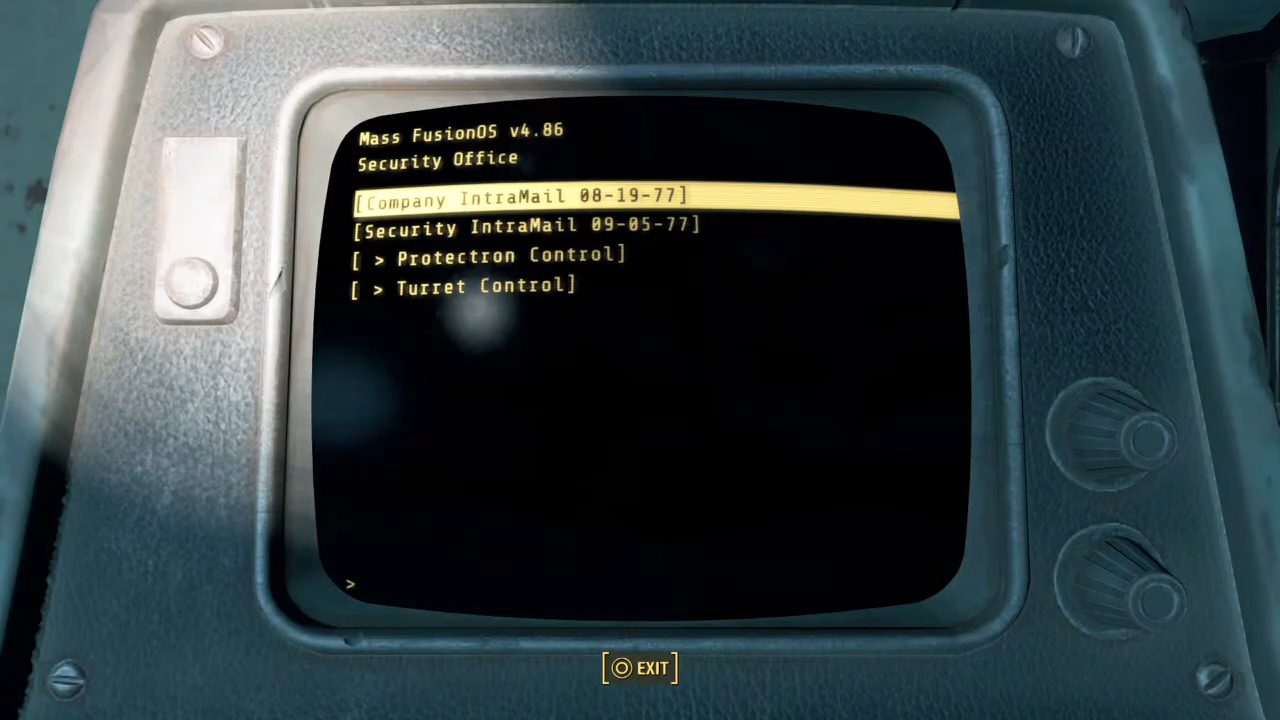 Mass FusionOS v4.86
Security Office
[Company IntraMail 08-19-77]
[Security IntraMail 09-05-77]
[ > Protectron Control]
[ > Turret Control]
>
[ EXIT]